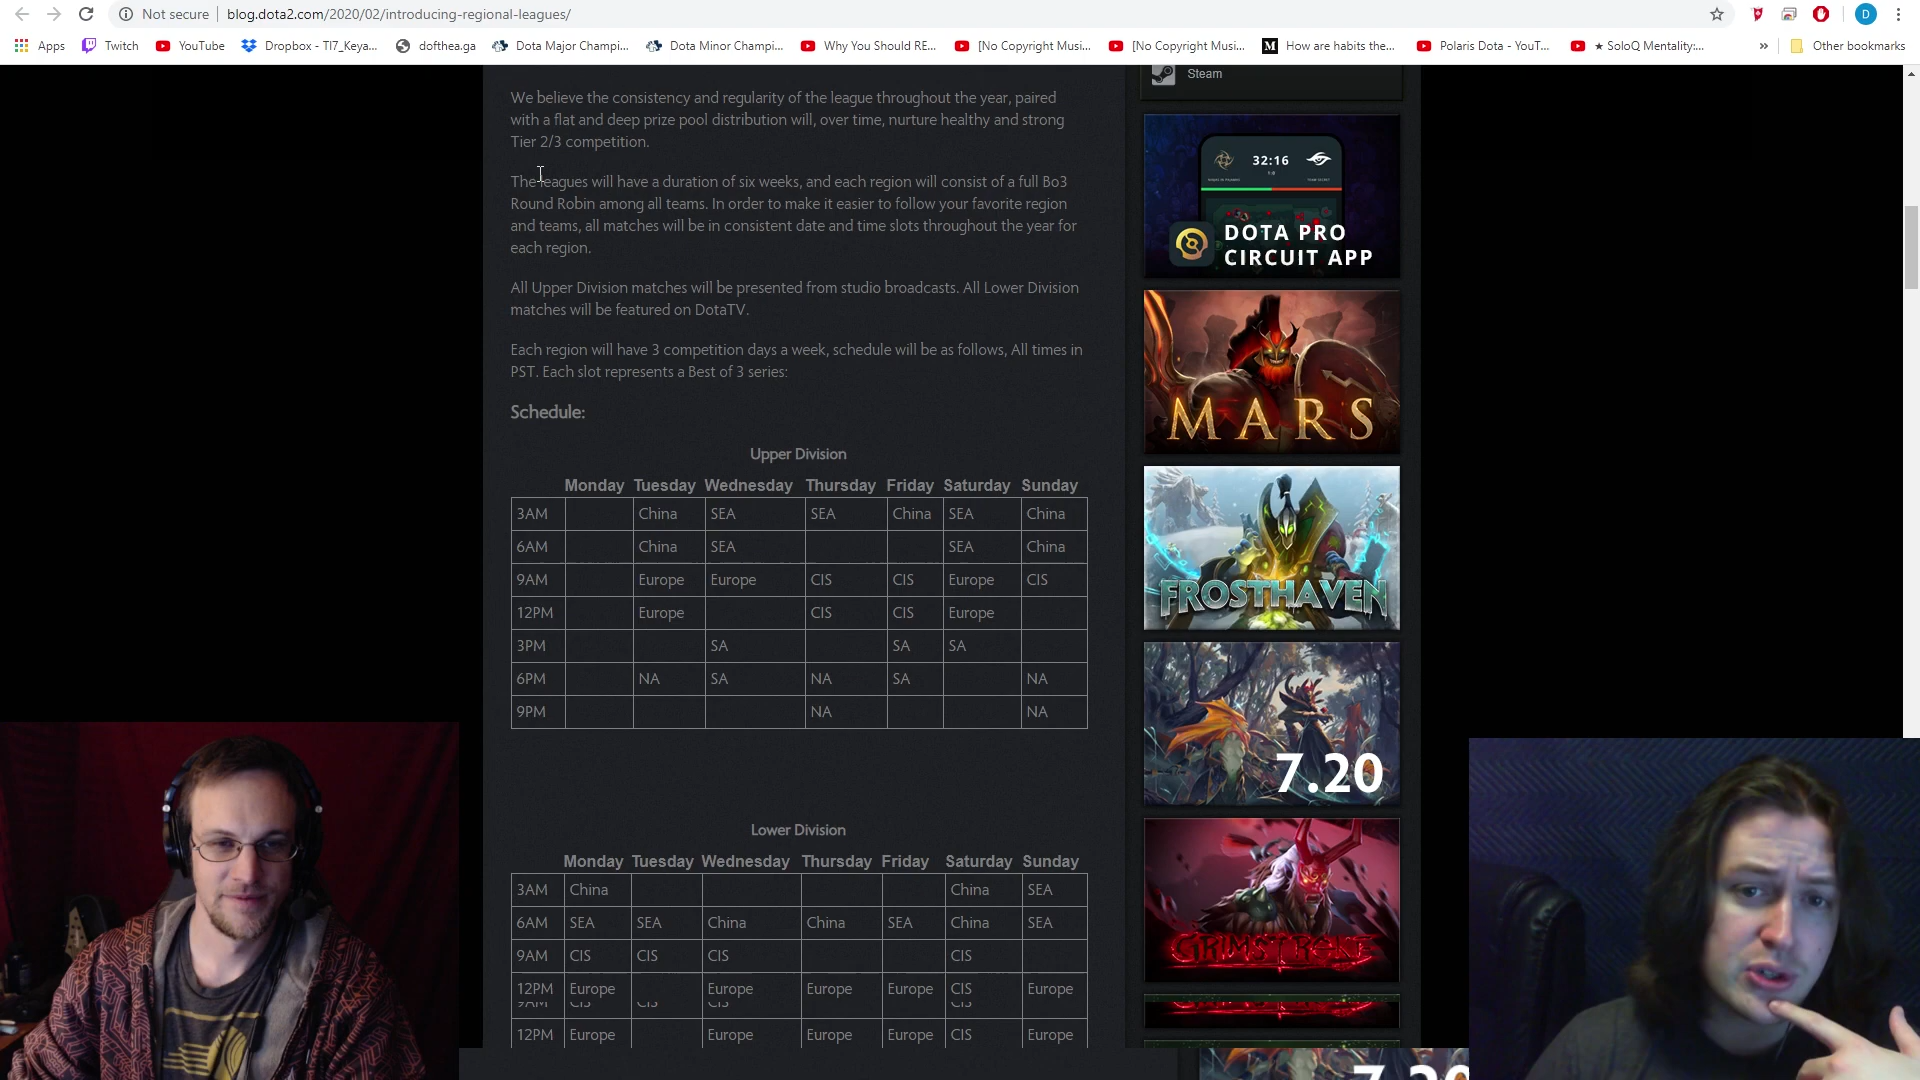 Not secure | blog.dota2.com/2020/02/introducing-regional-leagues/
D
Apps Twitch YouTube Dropbox - TI7_Keya... dofthea.ga Dota Major Champi... Dota Minor Champi... Why You Should RE... [No Copyright Musi... [No Copyright Musi... How are habits the... Polaris Dota - YouT... ★ SoloQ Mentality:... » Other bookmarks
We believe the consistency and regularity of the league throughout the year, paired
with a flat and deep prize pool distribution will, over time, nurture healthy and strong
Tier 2/3 competition.
The leagues will have a duration of six weeks, and each region will consist of a full Bo3
Round Robin among all teams. In order to make it easier to follow your favorite region
and teams, all matches will be in consistent date and time slots throughout the year for
each region.
All Upper Division matches will be presented from studio broadcasts. All Lower Division
matches will be featured on DotaTV.
Each region will have 3 competition days a week, schedule will be as follows, All times in
PST. Each slot represents a Best of 3 series:
Schedule:
Upper Division
Monday Tuesday Wednesday Thursday Friday Saturday Sunday
3AM China SEA SEA China SEA China
6AM China SEA SEA China
9AM Europe Europe CIS CIS Europe CIS
12PM Europe CIS CIS Europe
3PM SA SA SA
6PM NA SA NA SA NA
9PM NA NA
Lower Division
Monday Tuesday Wednesday Thursday Friday Saturday Sunday
3AM China China SEA
6AM SEA SEA China China SEA China SEA
9AM CIS CIS CIS CIS
12PM Europe Europe Europe Europe CIS Europe
9AM CIS CIS CIS CIS
12PM Europe Europe Europe Europe CIS Europe
Steam
32:16
DOTA PRO
CIRCUIT APP
MARS
FROSTHAVEN
7.20
GRIMSTROKE
7.20